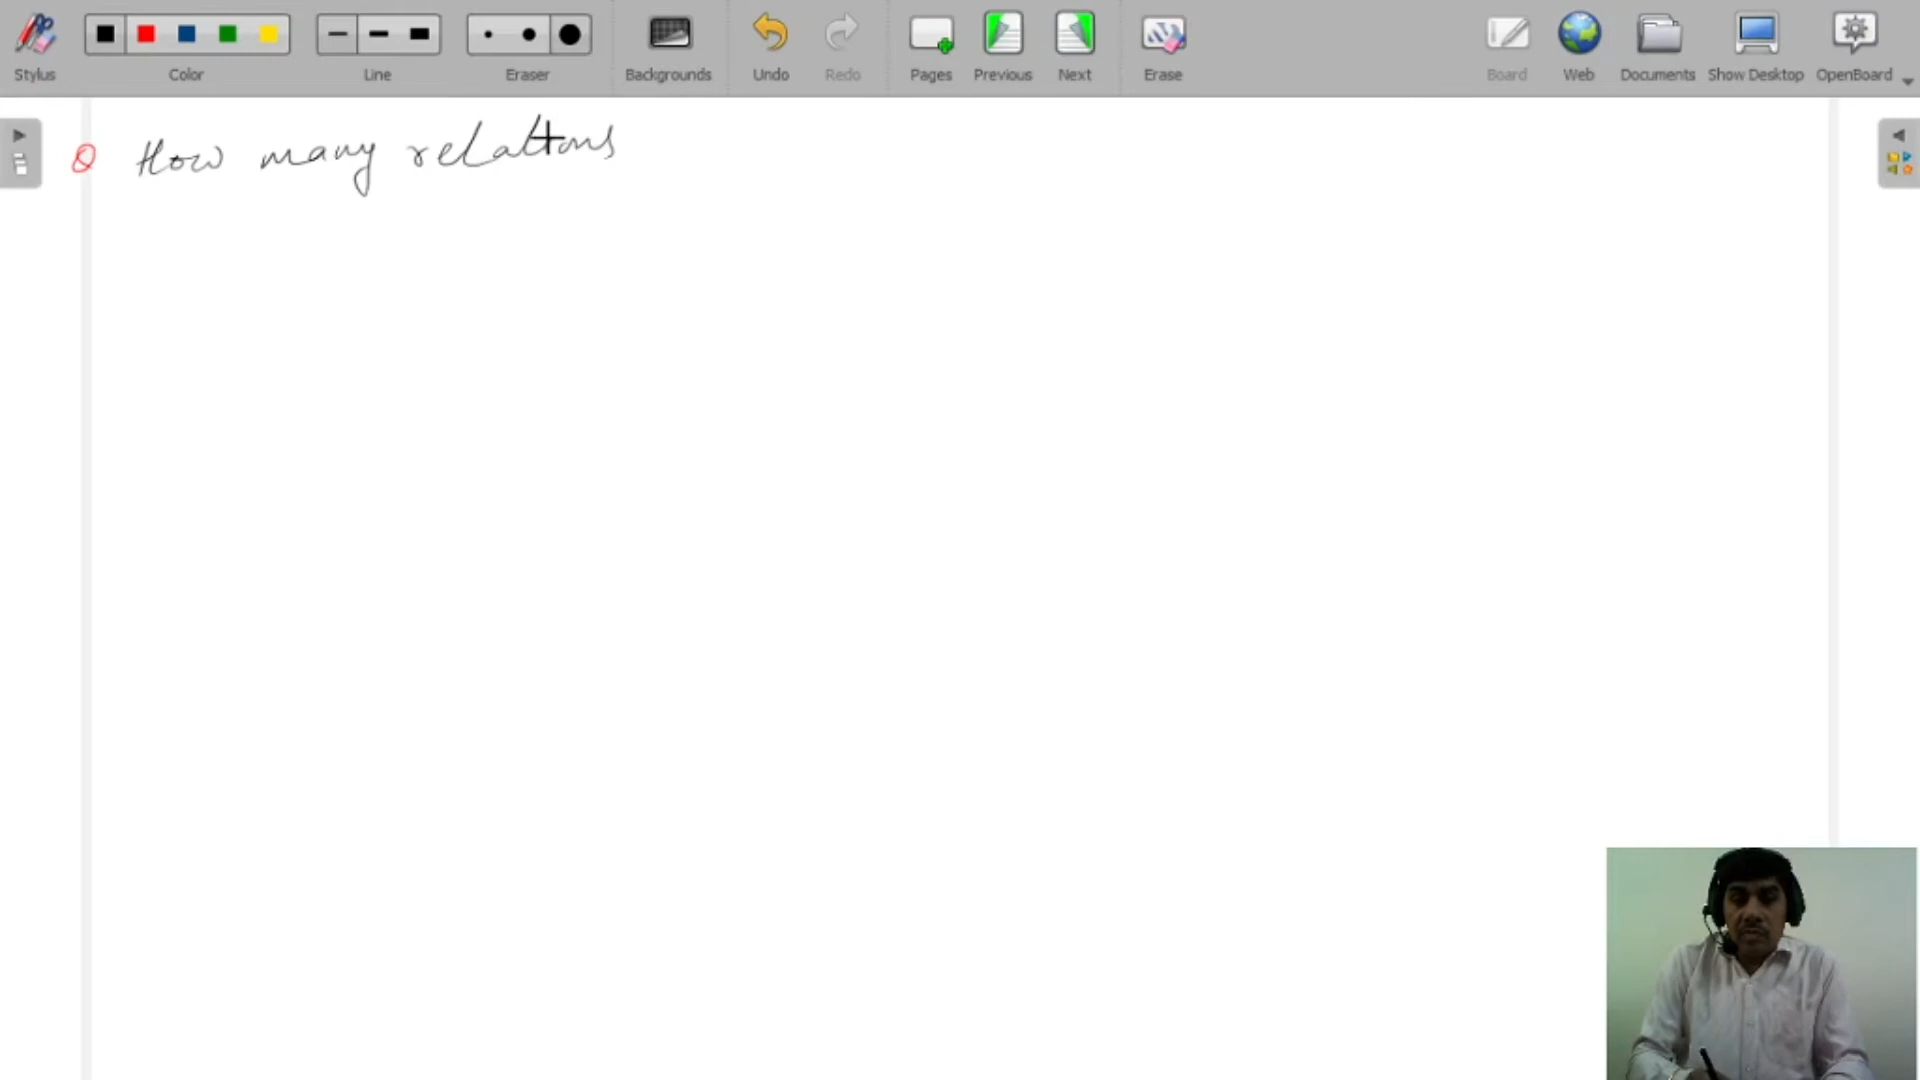 Stylus Color Line Eraser Backgrounds Undo Redo Pages Previous Next Erase Board Web Documents Show Desktop OpenBoard
Q How many relations